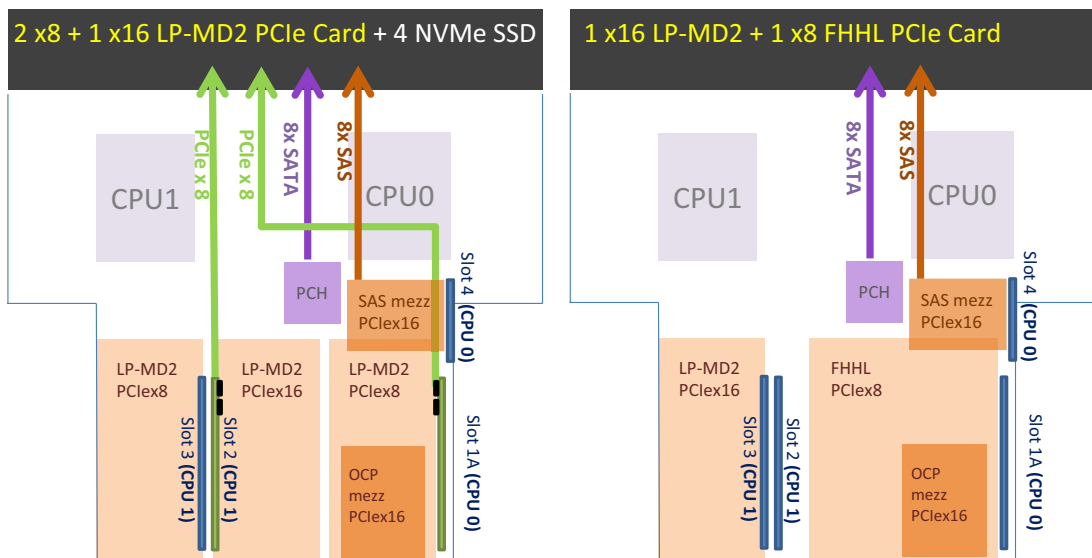 2 x8 + 1 x16 LP-MD2 PCIe Card + 4 NVMe SSD
PCIe x 8
PCIe x 8
8x SATA
8x SAS
CPU1
CPU0
PCH
SAS mezz
PCIex16
Slot 4 (CPU 0)
LP-MD2
PCIex8
LP-MD2
PCIex16
LP-MD2
PCIex8
Slot 3 (CPU 1)
Slot 2 (CPU 1)
Slot 1A (CPU 0)
OCP
mezz
PCIex16
1 x16 LP-MD2 + 1 x8 FHHL PCIe Card
8x SATA
8x SAS
CPU1
CPU0
PCH
SAS mezz
PCIex16
Slot 4 (CPU 0)
LP-MD2
PCIex16
FHHL
PCIex8
Slot 3 (CPU 1)
Slot 2 (CPU 1)
Slot 1A (CPU 0)
OCP
mezz
PCIex16